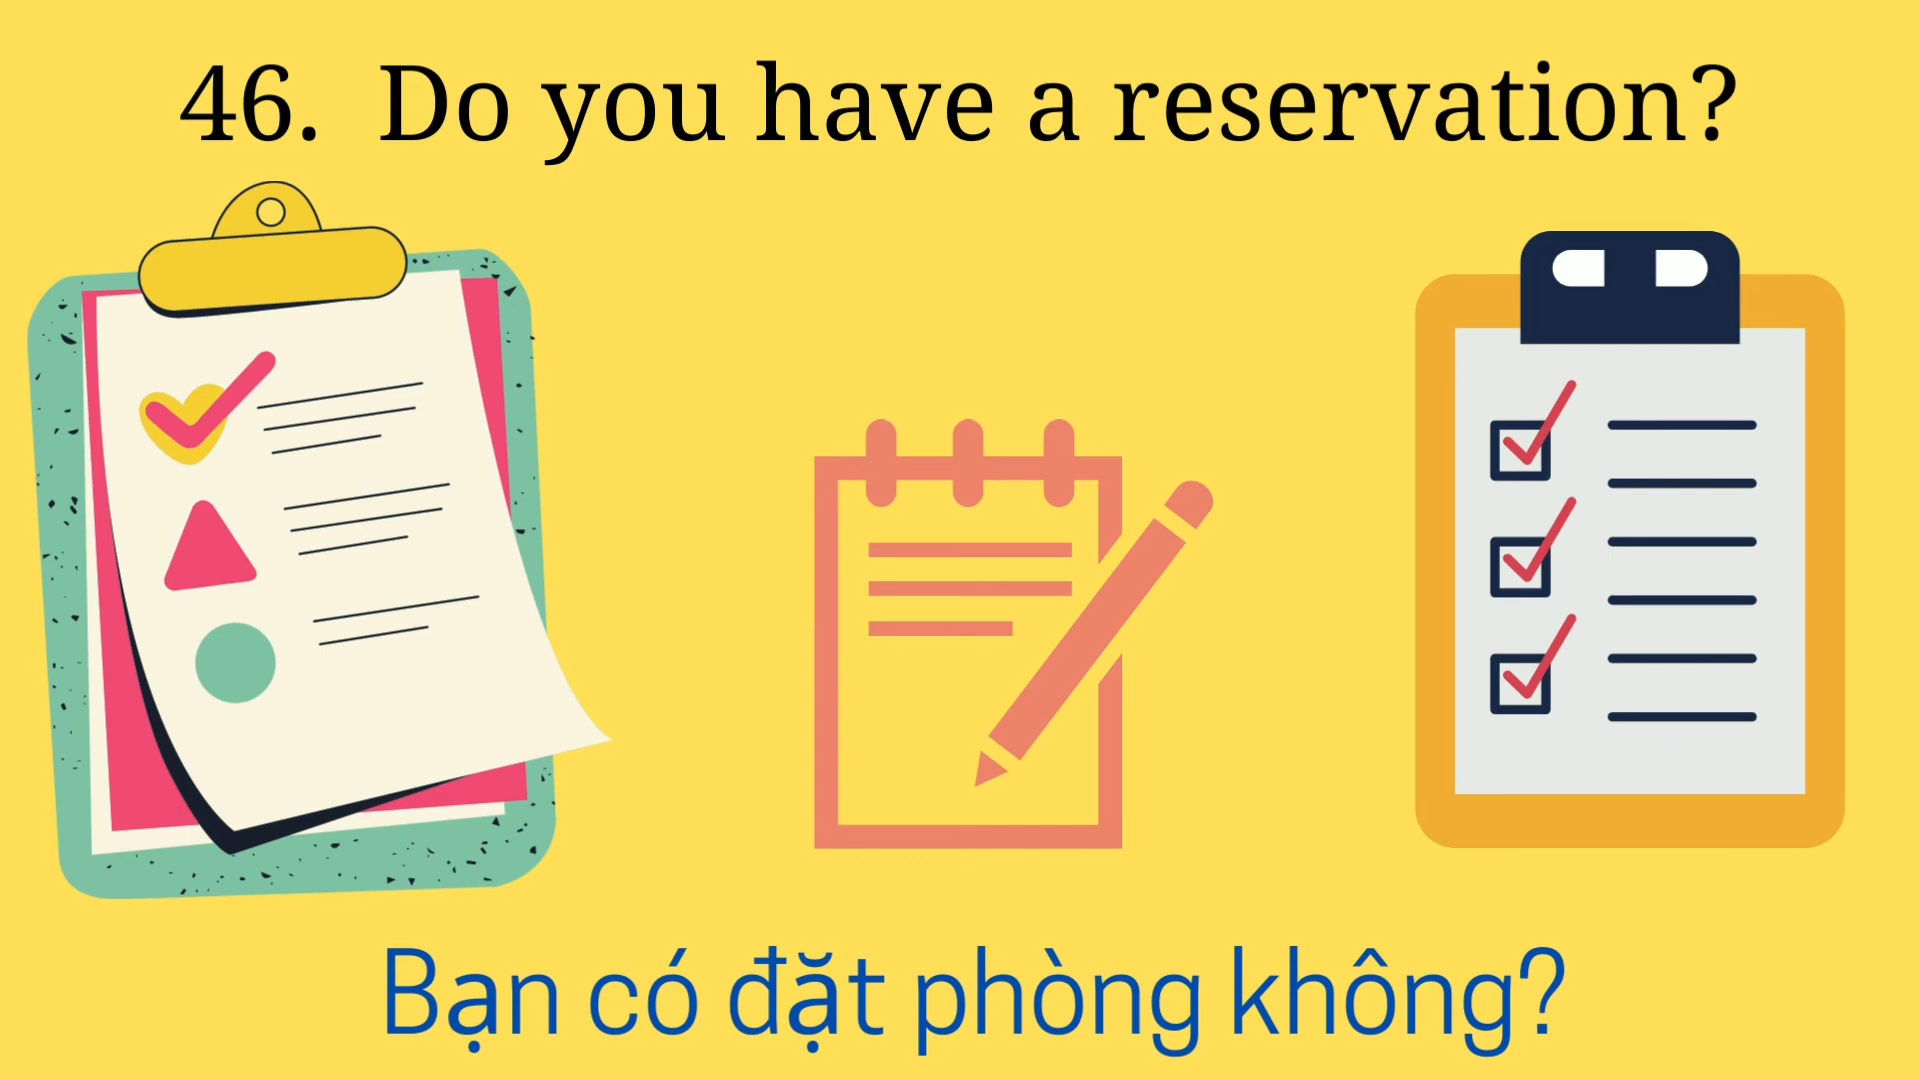 46. Do you have a reservation?
Bạn có đặt phòng không?